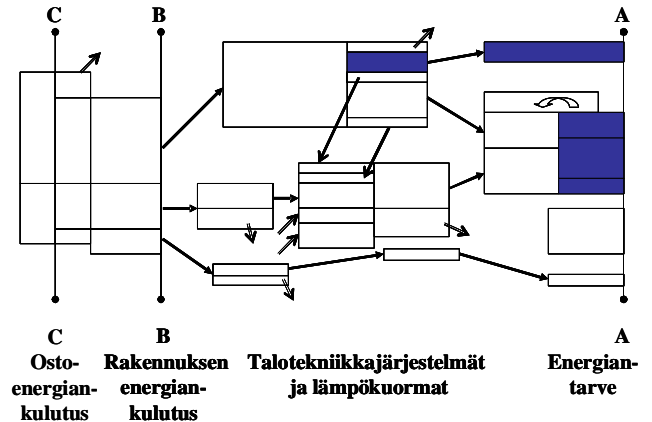 C B A
C B A
Osto-
energian-
kulutus
Rakennuksen
energian-
kulutus
Talotekniikkajärjestelmät
ja lämpökuormat
Energian-
tarve